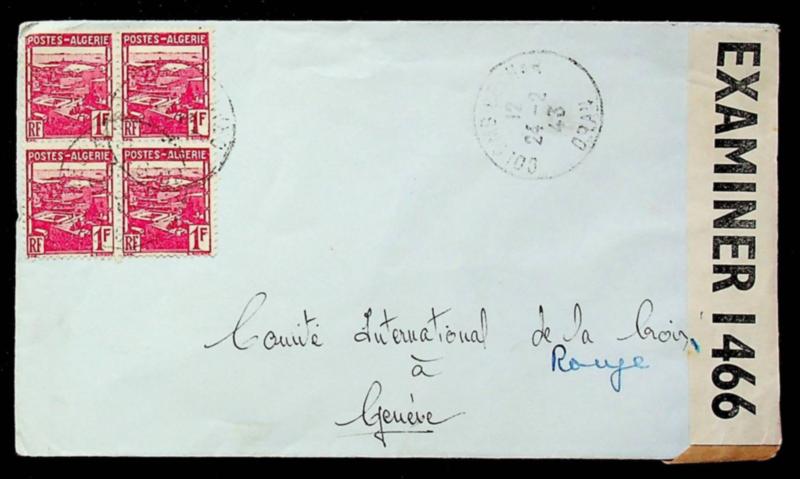 POSTES-ALGERIE POSTES-ALGERIE
RF 1F RF 1F
POSTES-ALGERIE POSTES-ALGERIE
RF 1F RF 1F
12
24-2
43
ORAN
Comité International de la Croix
Rouge
à
Genève
EXAMINER 1466